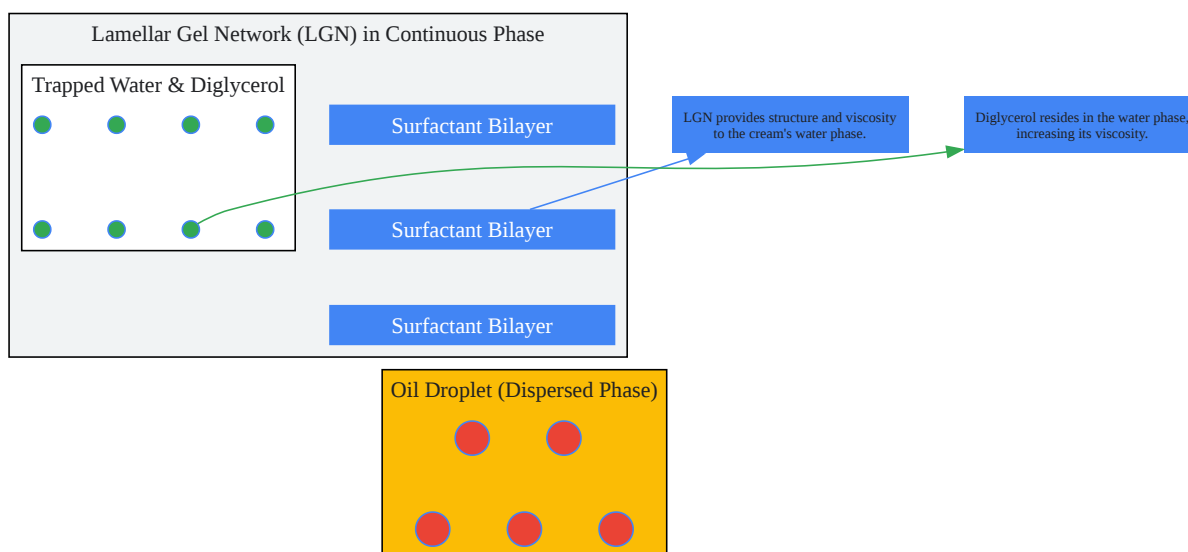 Lamellar Gel Network (LGN) in Continuous Phase
Trapped Water & Diglycerol
Surfactant Bilayer
LGN provides structure and viscosity
to the cream's water phase.
Diglycerol resides in the water phase,
increasing its viscosity.
Surfactant Bilayer
Surfactant Bilayer
Oil Droplet (Dispersed Phase)